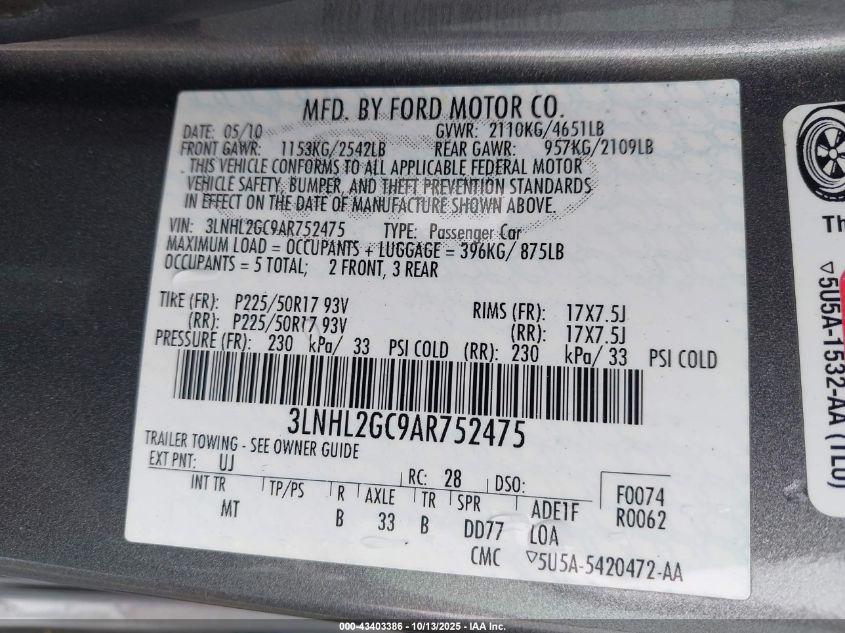 MFD. BY FORD MOTOR CO.
DATE: 05/10 GVWR: 2110KG/4651LB
FRONT GAWR: 1153KG/2542LB REAR GAWR: 957KG/2109LB
THIS VEHICLE CONFORMS TO ALL APPLICABLE FEDERAL MOTOR
VEHICLE SAFETY, BUMPER, AND THEFT PREVENTION STANDARDS
IN EFFECT ON THE DATE OF MANUFACTURE SHOWN ABOVE.
VIN: 3LNHL2GC9AR752475 TYPE: Passenger Car
MAXIMUM LOAD = OCCUPANTS + LUGGAGE = 396KG/ 875LB
OCCUPANTS = 5 TOTAL; 2 FRONT, 3 REAR
TIRE (FR): P225/50R17 93V RIMS (FR): 17X7.5J
(RR): P225/50R17 93V (RR): 17X7.5J
PRESSURE (FR): 230 kPa/ 33 PSI COLD (RR): 230 kPa/ 33 PSI COLD
3LNHL2GC9AR752475
TRAILER TOWING - SEE OWNER GUIDE
EXT PNT: UJ RC: 28 DSO: F0074
INT TR TP/PS R AXLE TR SPR ADE1F R0062
MT B 33 B DD77 LOA
CMC ▽5U5A-5420472-AA
Th
▽5U5A-1532-AA (TLU)
000-43403386 - 10/13/2025 - IAA Inc.